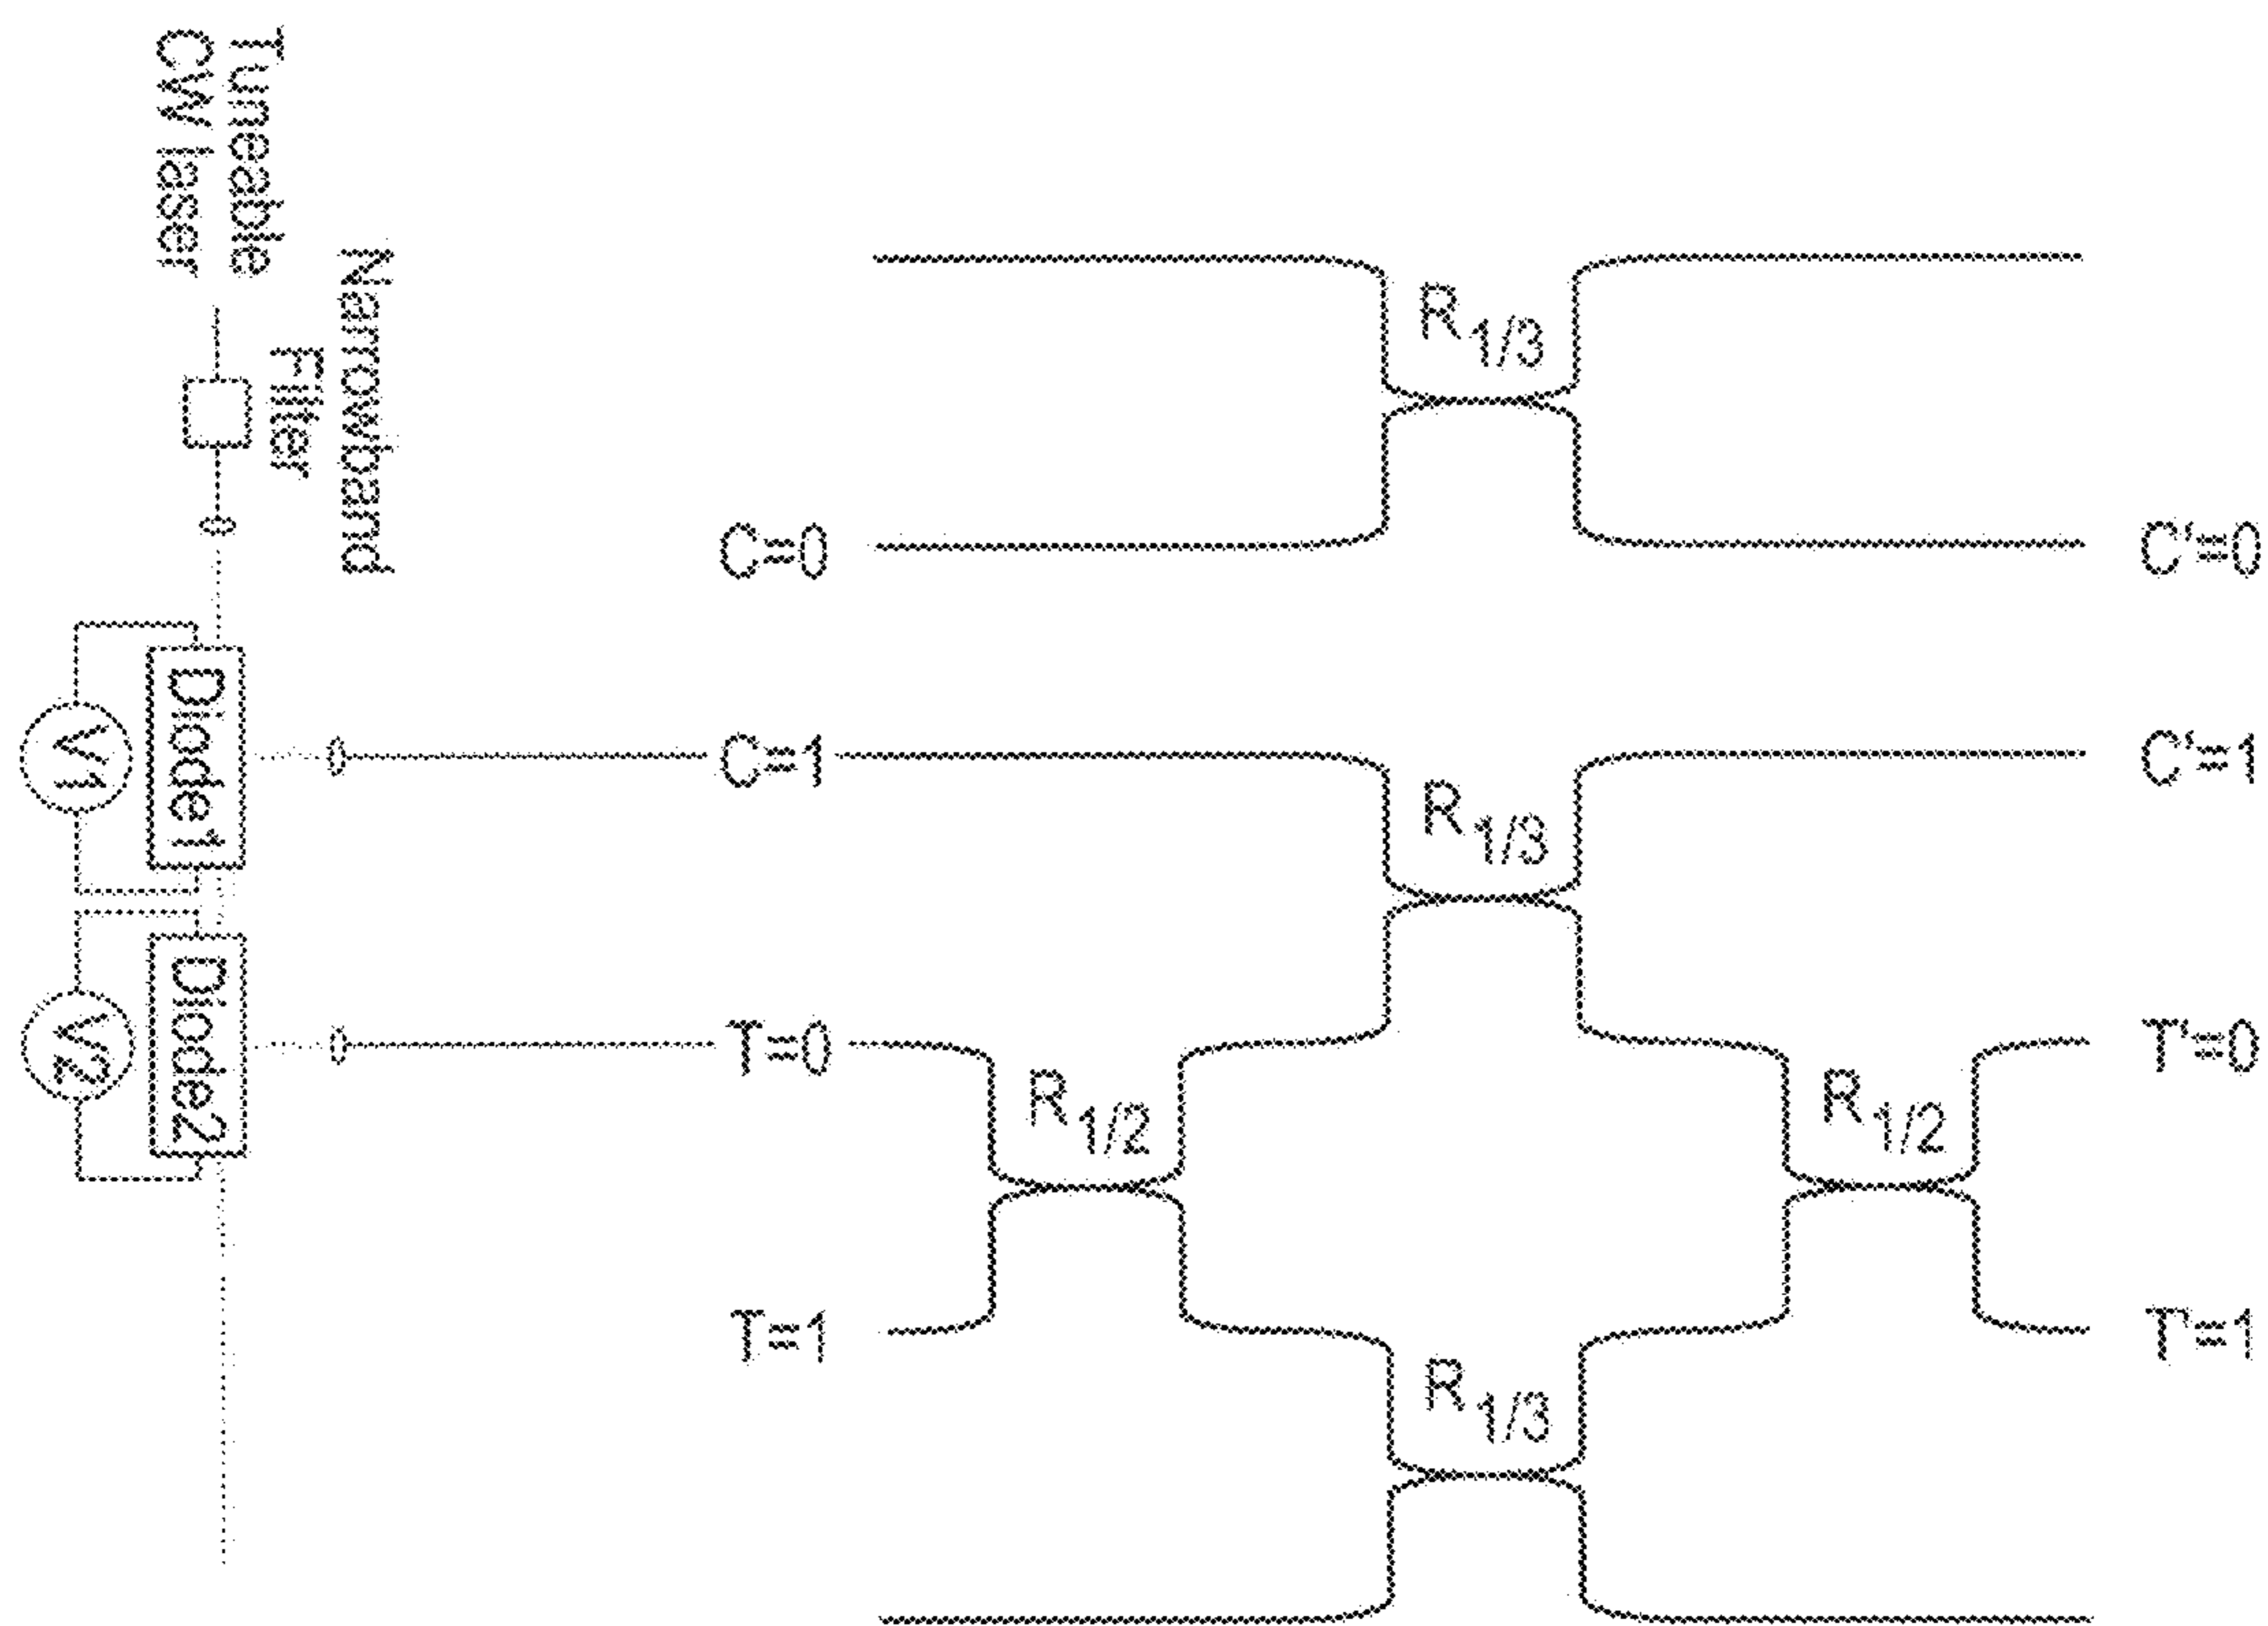 Tuneable
CW laser
Narrowband
Filter
Diode1
V1
Diode2
V2
R1/3
C=0
C'=0
C=1
R1/3
C'=1
T=0
R1/2
R1/2
T'=0
T=1
R1/3
T'=1